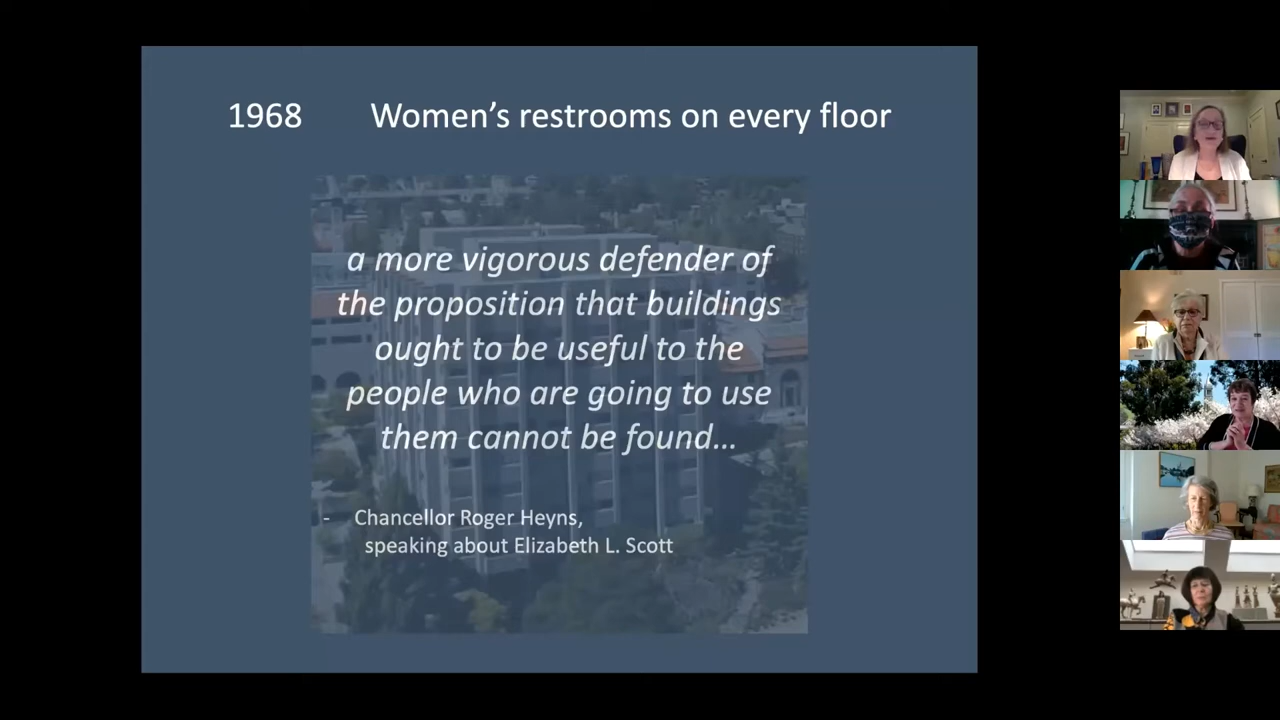 1968 Women’s restrooms on every floor
a more vigorous defender of
the proposition that buildings
ought to be useful to the
people who are going to use
them cannot be found…
- Chancellor Roger Heyns,
speaking about Elizabeth L. Scott